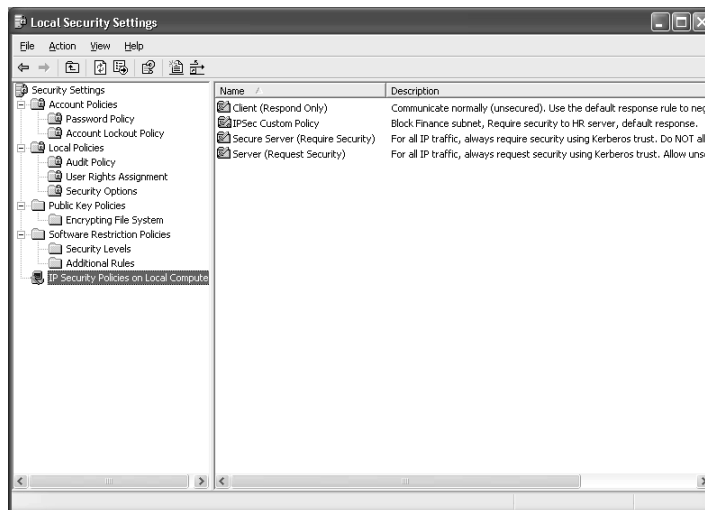 Local Security Settings
File Action View Help
Security Settings
Account Policies
Password Policy
Account Lockout Policy
Local Policies
Audit Policy
User Rights Assignment
Security Options
Public Key Policies
Encrypting File System
Software Restriction Policies
Security Levels
Additional Rules
IP Security Policies on Local Compute
Name Description
Client (Respond Only) Communicate normally (unsecured). Use the default response rule to neg
IPSec Custom Policy Block Finance subnet, Require security to HR server, default response.
Secure Server (Require Security) For all IP traffic, always require security using Kerberos trust. Do NOT al
Server (Request Security) For all IP traffic, always request security using Kerberos trust. Allow uns